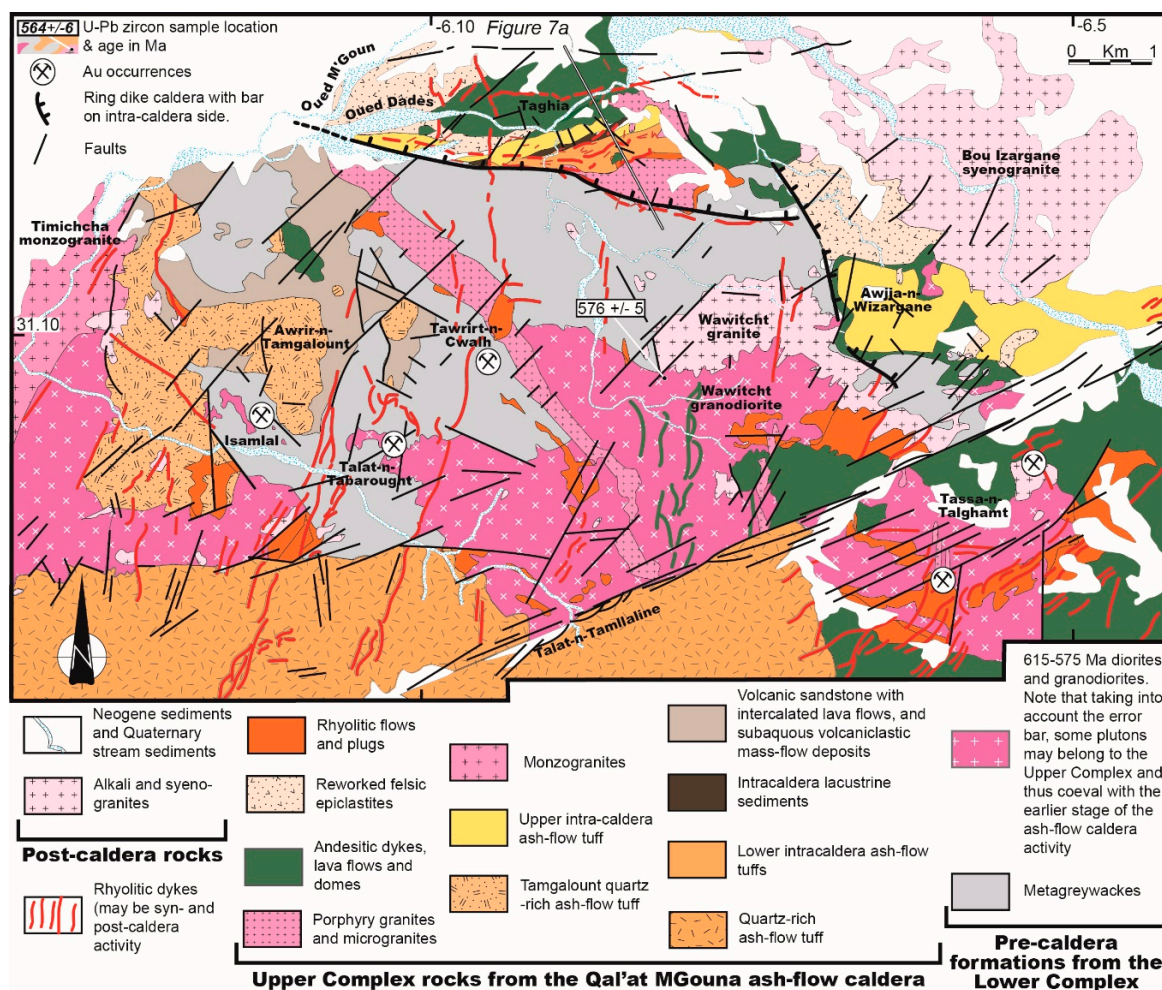 564+/-6 U-Pb zircon sample location
& age in Ma
Au occurrences
Ring dike caldera with bar
on intra-caldera side.
Faults
-6.10
Figure 7a
-6.5
0 Km 1
Oued M'Goun
Oued Dadès
Taghia
Bou Izargane
syenogranite
Timichcha
monzogranite
31.10
576 +/- 5
Awrir-n-
Tamgalount
Tawrirt-n-
Cwalh
Wawitcht
granite
Awjja-n-
Wizargane
Wawitcht
granodiorite
Isamlal
Talat-n-
Tabarought
Tassa-n-
Talghamt
Talat-n-Tamllaline
N
Neogene sediments
and Quaternary
stream sediments
Alkali and syeno-
granites
Post-caldera rocks
Rhyolitic dykes
(may be syn- and
post-caldera
activity
Rhyolitic flows
and plugs
Reworked felsic
epiclastites
Andesitic dykes,
lava flows and
domes
Porphyry granites
and microgranites
Monzogranites
Upper intra-caldera
ash-flow tuff
Tamgalount quartz
-rich ash-flow tuff
Volcanic sandstone with
intercalated lava flows, and
subaquous volcaniclastic
mass-flow deposits
Intracaldera lacustrine
sediments
Lower intracaldera ash-flow
tuffs
Quartz-rich
ash-flow tuff
Upper Complex rocks from the Qal'at MGouna ash-flow caldera
615-575 Ma diorites
and granodiorites.
Note that taking into
account the error
bar, some plutons
may belong to the
Upper Complex and
thus coeval with the
earlier stage of the
ash-flow caldera
activity
Metagreywackes
Pre-caldera
formations from the
Lower Complex